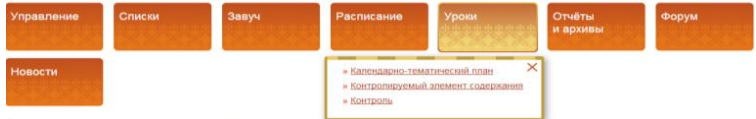 Управление
Списки
Завуч
Расписание
Уроки
Отчёты
и архивы
Форум
Новости
» Календарно-тематический план
» Контролируемый элемент содержания
» Контроль